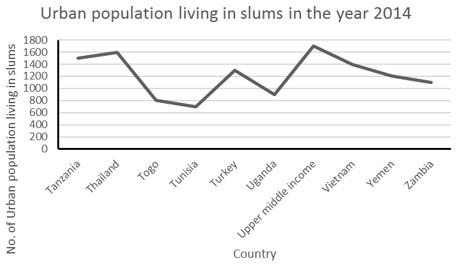 Urban population living in slums in the year 2014
No. of Urban population living in slums
1800
1600
1400
1200
1000
800
600
400
200
0
Tanzania
Thailand
Togo
Tunisia
Turkey
Uganda
Upper middle income
Vietnam
Yemen
Zambia
Country